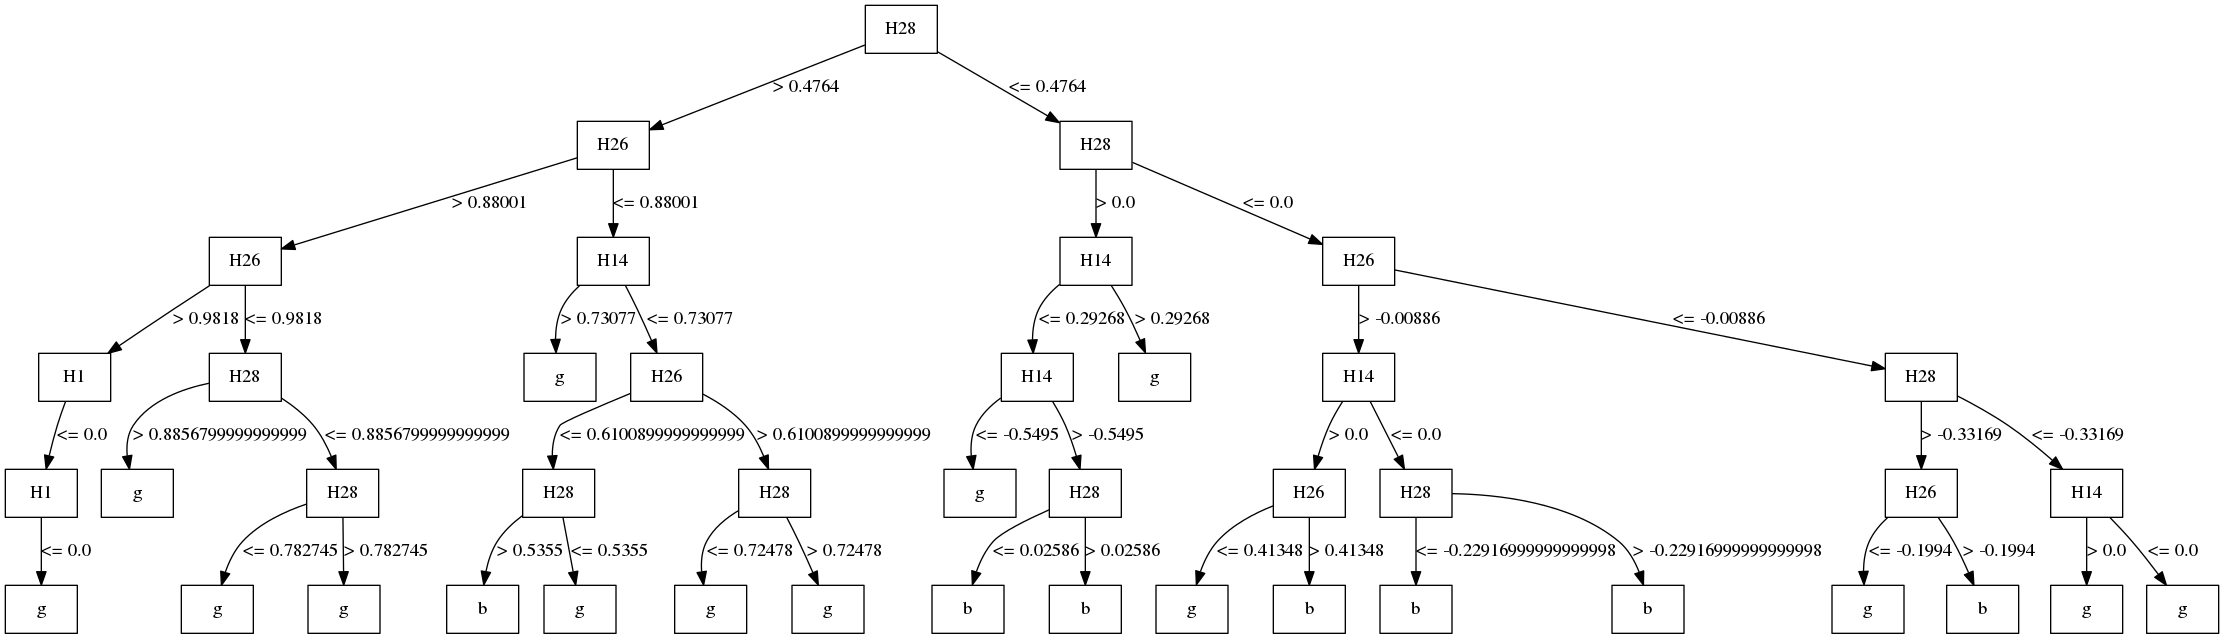 H28
> 0.4764 <= 0.4764
H26 H28
> 0.88001 <= 0.88001 > 0.0 <= 0.0
H26 H14 H14 H26
> 0.9818 <= 0.9818 > 0.73077 <= 0.73077 <= 0.29268 > 0.29268 > -0.00886 <= -0.00886
H1 H28 g H26 H14 g H14 H28
<= 0.0 > 0.8856799999999999 <= 0.8856799999999999 <= 0.6100899999999999 > 0.6100899999999999 <= -0.5495 > -0.5495 > 0.0 <= 0.0 > -0.33169 <= -0.33169
H1 g H28 H28 H28 g H28 H26 H28 H26 H14
<= 0.0 <= 0.782745 > 0.782745 > 0.5355 <= 0.5355 <= 0.72478 > 0.72478 <= 0.02586 > 0.02586 <= 0.41348 > 0.41348 <= -0.22916999999999998 > -0.22916999999999998 <= -0.1994 > -0.1994 > 0.0 <= 0.0
g g g b g g g b b g b b b g b g g